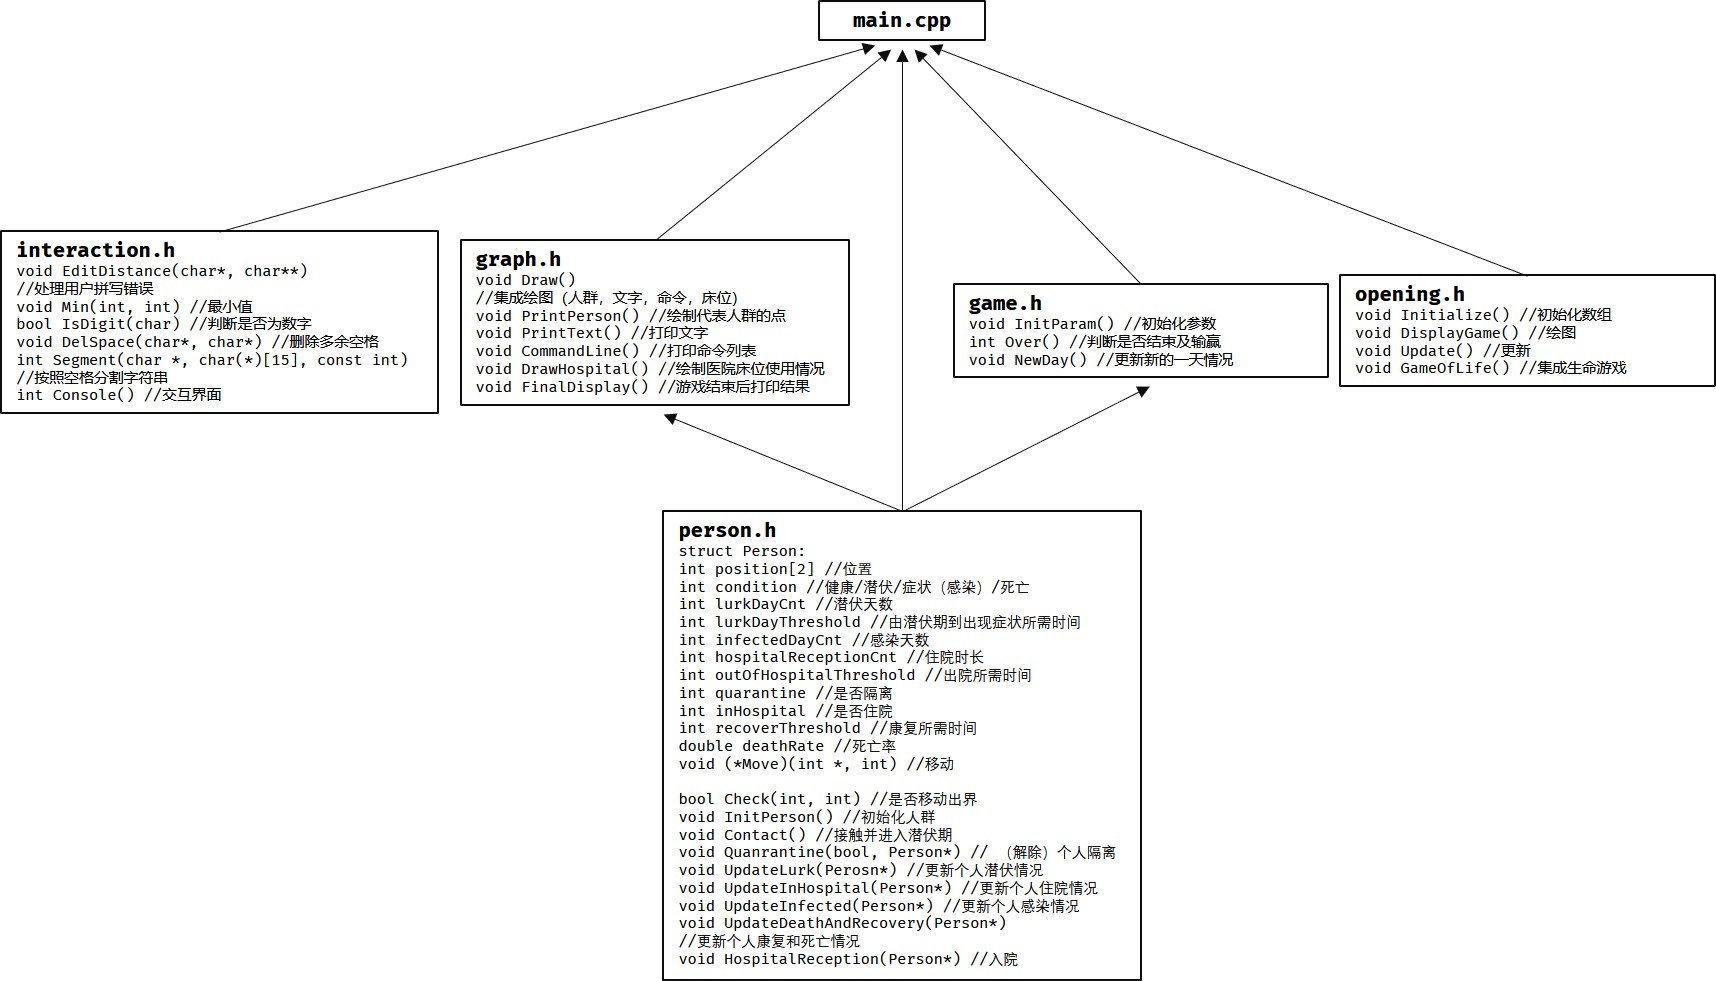 main.cpp
interaction.h
void EditDistance(char*, char**)
//处理用户拼写错误
void Min(int, int) //最小值
bool IsDigit(char) //判断是否为数字
void DelSpace(char*, char*) //删除多余空格
int Segment(char *, char(*)[15], const int)
//按照空格分割字符串
int Console() //交互界面
graph.h
void Draw()
//集成绘图（人群，文字，命令，床位）
void PrintPerson() //绘制代表人群的点
void PrintText() //打印文字
void CommandLine() //打印命令列表
void DrawHospital() //绘制医院床位使用情况
void FinalDisplay() //游戏结束后打印结果
game.h
void InitParam() //初始化参数
int Over() //判断是否结束及输赢
void NewDay() //更新新的一天情况
opening.h
void Initialize() //初始化数组
void DisplayGame() //绘图
void Update() //更新
void GameOfLife() //集成生命游戏
person.h
struct Person:
int position[2] //位置
int condition //健康/潜伏/症状（感染）/死亡
int lurkDayCnt //潜伏天数
int lurkDayThreshold //由潜伏期到出现症状所需时间
int infectedDayCnt //感染天数
int hospitalReceptionCnt //住院时长
int outOfHospitalThreshold //出院所需时间
int quarantine //是否隔离
int inHospital //是否住院
int recoverThreshold //康复所需时间
double deathRate //死亡率
void (*Move)(int *, int) //移动
bool Check(int, int) //是否移动出界
void InitPerson() //初始化人群
void Contact() //接触并进入潜伏期
void Quanrantine(bool, Person*) // （解除）个人隔离
void UpdateLurk(Perosn*) //更新个人潜伏情况
void UpdateInHospital(Person*) //更新个人住院情况
void UpdateInfected(Person*) //更新个人感染情况
void UpdateDeathAndRecovery(Person*)
//更新个人康复和死亡情况
void HospitalReception(Person*) //入院